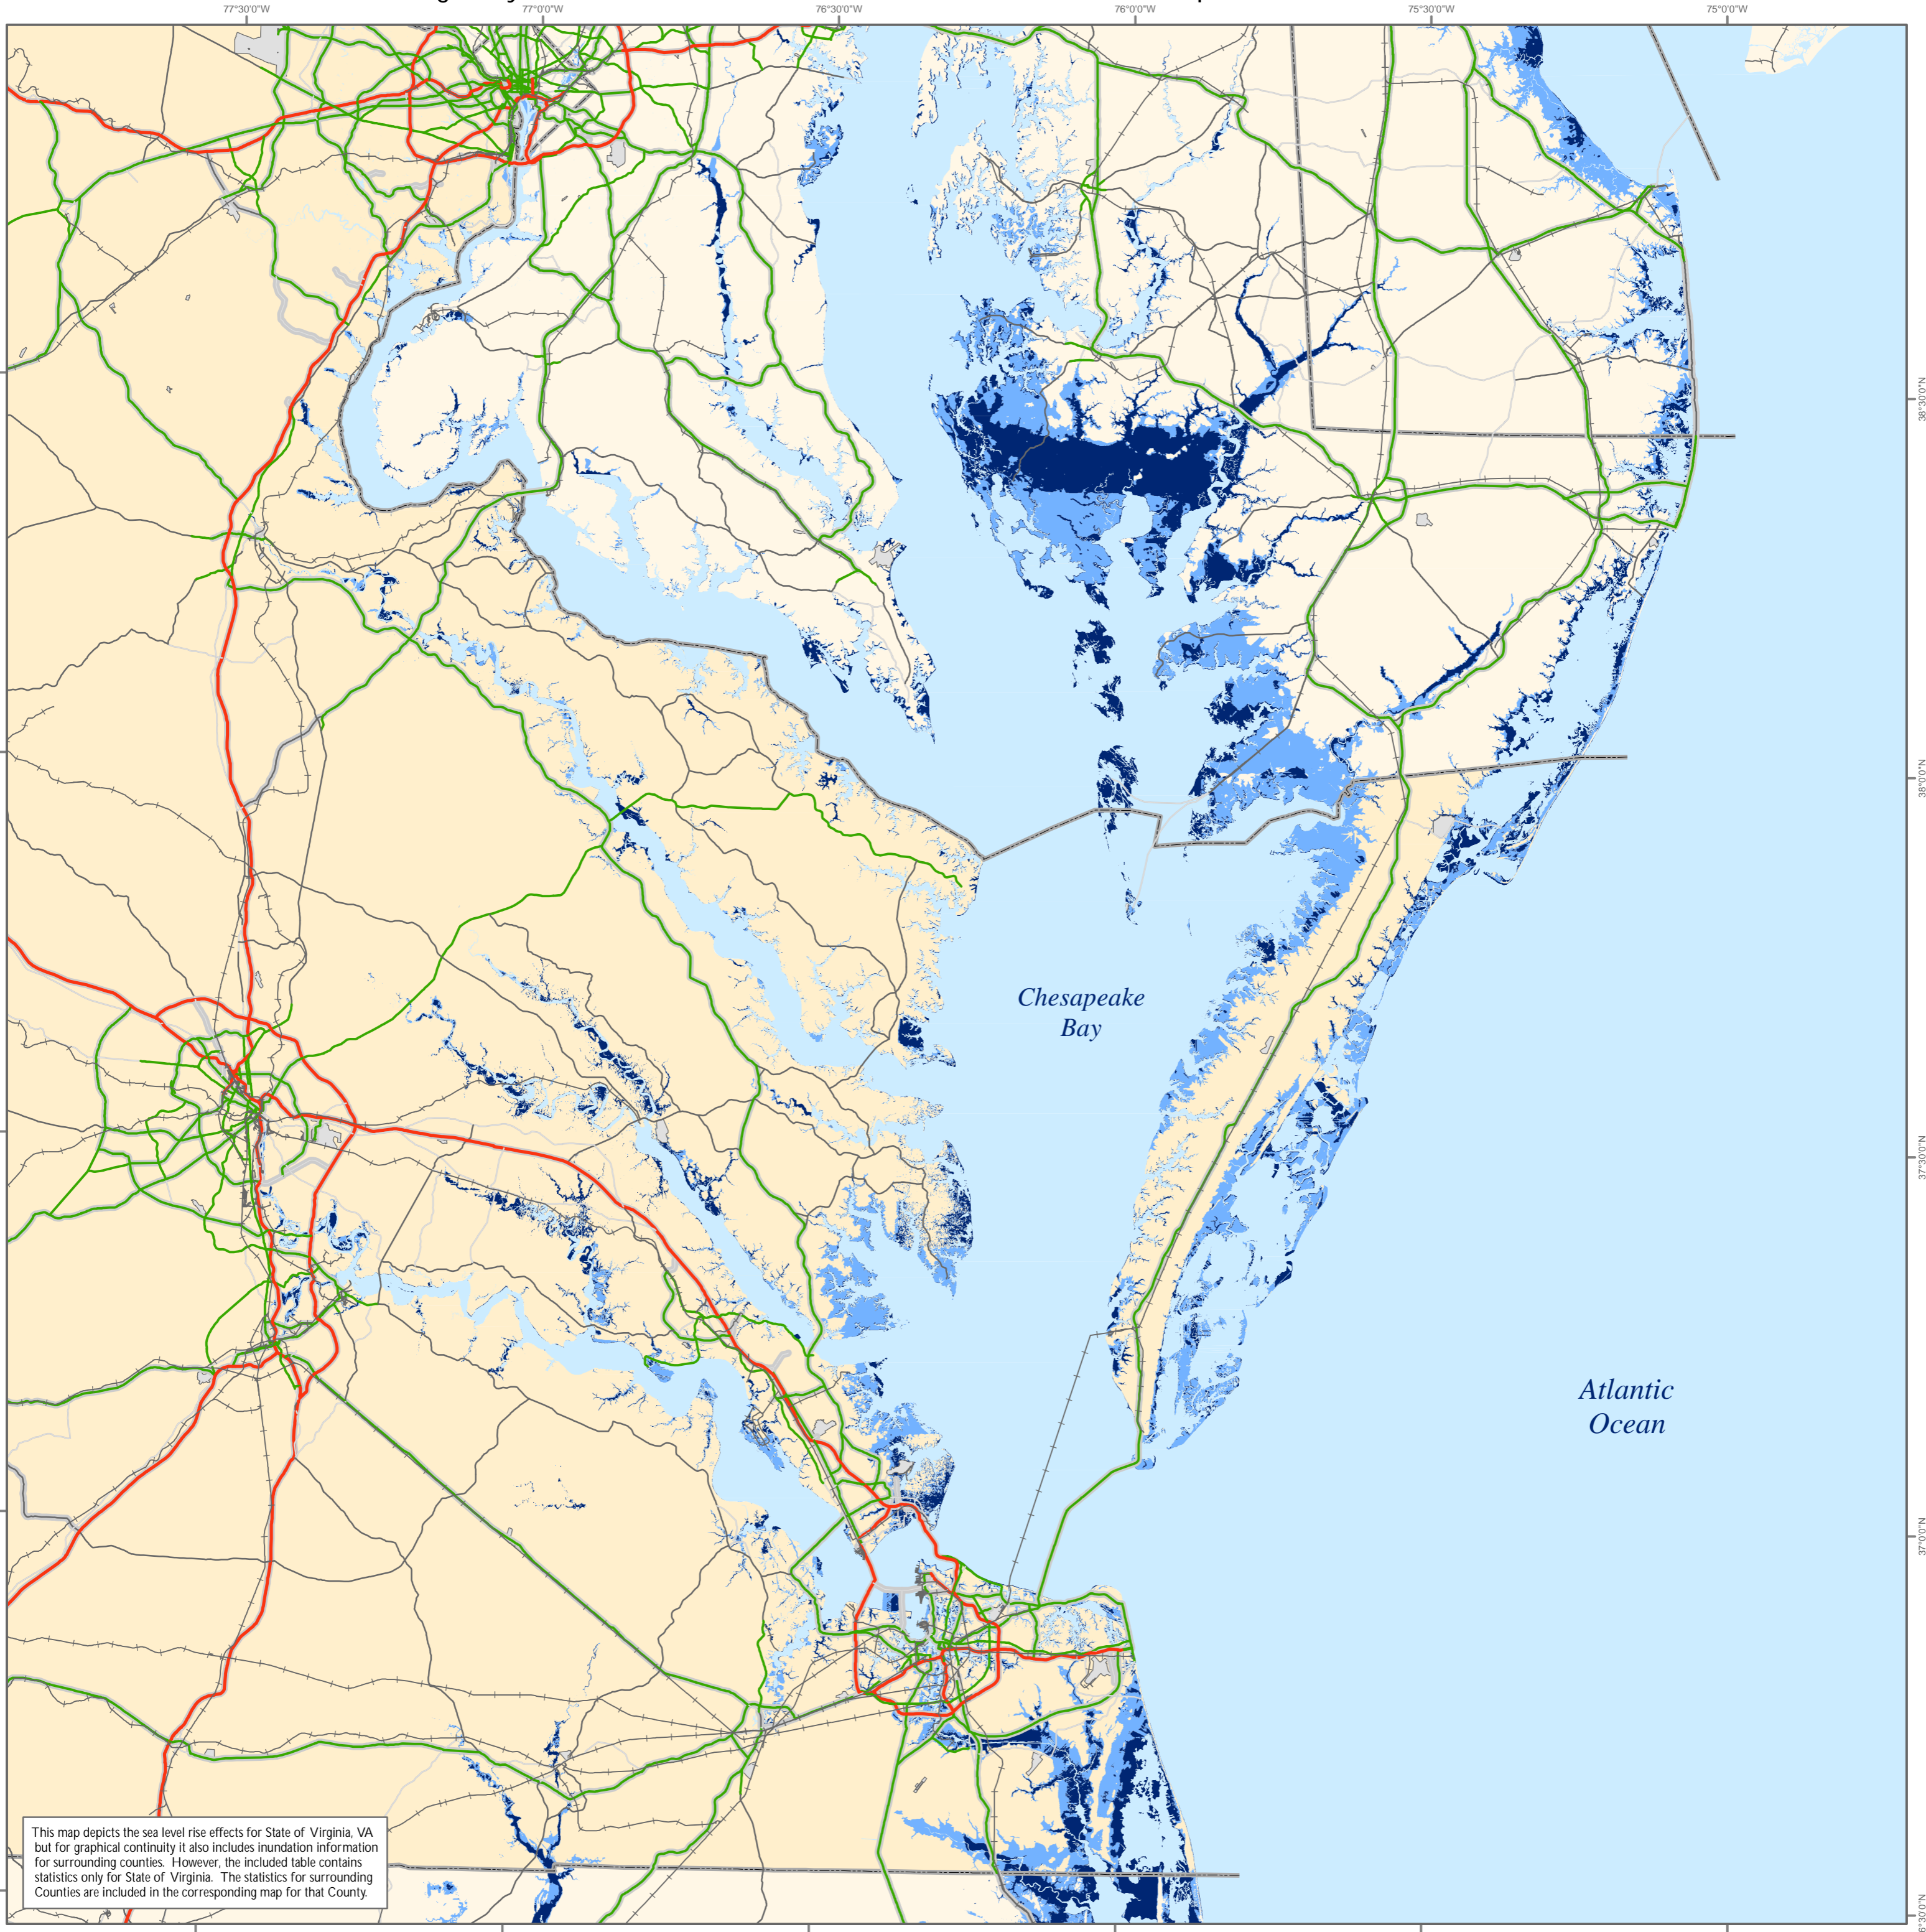 77°30'0"W
77°0'0"W
76°30'0"W
76°0'0"W
75°30'0"W
75°0'0"W
38°30'0"N
38°0'0"N
Chesapeake
Bay
37°30'0"N
Atlantic
Ocean
37°0'0"N
This map depicts the sea level rise effects for State of Virginia, VA
but for graphical continuity it also includes inundation information
for surrounding counties. However, the included table contains
statistics only for State of Virginia. The statistics for surrounding
Counties are included in the corresponding map for that County.
6°30'0"N